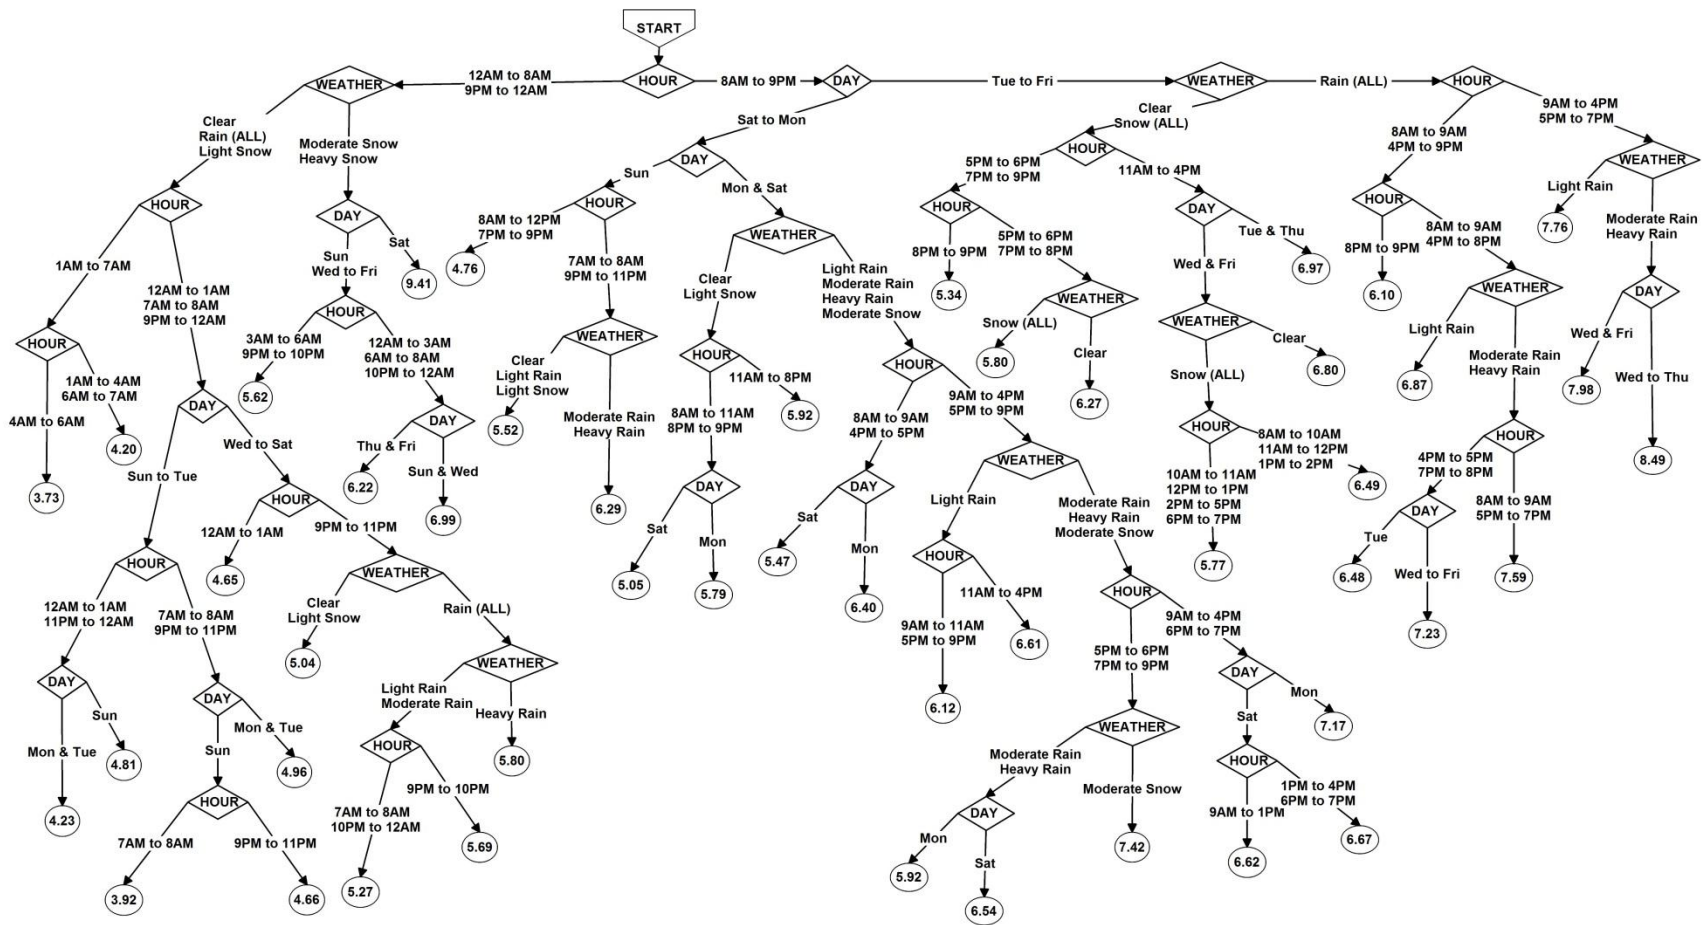 START
HOUR
12AM to 8AM
9PM to 12AM
8AM to 9PM
WEATHER
DAY
Tue to Fri
WEATHER
Rain (ALL)
HOUR
Clear
Rain (ALL)
Light Snow
Moderate Snow
Heavy Snow
Sat to Mon
Clear
Snow (ALL)
8AM to 9AM
4PM to 9PM
9AM to 4PM
5PM to 7PM
HOUR
DAY
Sun
Wed to Fri
Sat
9.41
DAY
Sun
Mon & Sat
HOUR
5PM to 6PM
7PM to 9PM
11AM to 4PM
HOUR
WEATHER
Light Rain
7.76
Moderate Rain
Heavy Rain
1AM to 7AM
12AM to 1AM
7AM to 8AM
9PM to 12AM
HOUR
3AM to 6AM
9PM to 10PM
12AM to 3AM
6AM to 8AM
10PM to 12AM
5.62
HOUR
8AM to 12PM
7PM to 9PM
4.76
7AM to 8AM
9PM to 11PM
WEATHER
Clear
Light Snow
Light Rain
Moderate Rain
Heavy Rain
Moderate Snow
HOUR
8PM to 9PM
5.34
5PM to 6PM
7PM to 8PM
DAY
Tue & Thu
6.97
Wed & Fri
8PM to 9PM
6.10
8AM to 9AM
4PM to 8PM
WEATHER
DAY
Wed & Fri
7.98
Wed to Thu
8.49
HOUR
4AM to 6AM
3.73
1AM to 4AM
6AM to 7AM
4.20
DAY
Sun to Tue
Wed to Sat
DAY
Thu & Fri
6.22
Sun & Wed
6.99
WEATHER
Clear
Light Rain
Light Snow
5.52
Moderate Rain
Heavy Rain
6.29
HOUR
8AM to 11AM
8PM to 9PM
11AM to 8PM
5.92
DAY
Sat
5.05
Mon
5.79
HOUR
8AM to 9AM
4PM to 5PM
9AM to 4PM
5PM to 9PM
DAY
Sat
5.47
Mon
6.40
WEATHER
Snow (ALL)
5.80
Clear
6.27
WEATHER
Clear
6.80
Snow (ALL)
HOUR
10AM to 11AM
12PM to 1PM
2PM to 5PM
6PM to 7PM
5.77
8AM to 10AM
11AM to 12PM
1PM to 2PM
6.49
Light Rain
6.87
Moderate Rain
Heavy Rain
HOUR
4PM to 5PM
7PM to 8PM
8AM to 9AM
5PM to 7PM
7.59
DAY
Tue
6.48
Wed to Fri
7.23
HOUR
12AM to 1AM
4.65
9PM to 11PM
WEATHER
Clear
Light Snow
5.04
Rain (ALL)
WEATHER
Light Rain
Moderate Rain
Heavy Rain
5.80
HOUR
7AM to 8AM
10PM to 12AM
5.27
9PM to 10PM
5.69
HOUR
12AM to 1AM
11PM to 12AM
7AM to 8AM
9PM to 11PM
DAY
Mon & Tue
4.23
Sun
4.81
DAY
Sun
Mon & Tue
4.96
HOUR
7AM to 8AM
3.92
9PM to 11PM
4.66
WEATHER
Light Rain
Moderate Rain
Heavy Rain
Moderate Snow
HOUR
9AM to 11AM
5PM to 9PM
6.12
11AM to 4PM
6.61
HOUR
5PM to 6PM
7PM to 9PM
9AM to 4PM
6PM to 7PM
WEATHER
Moderate Rain
Heavy Rain
Moderate Snow
7.42
DAY
Mon
5.92
Sat
6.54
DAY
Mon
7.17
Sat
HOUR
9AM to 1PM
6.62
1PM to 4PM
6PM to 7PM
6.67